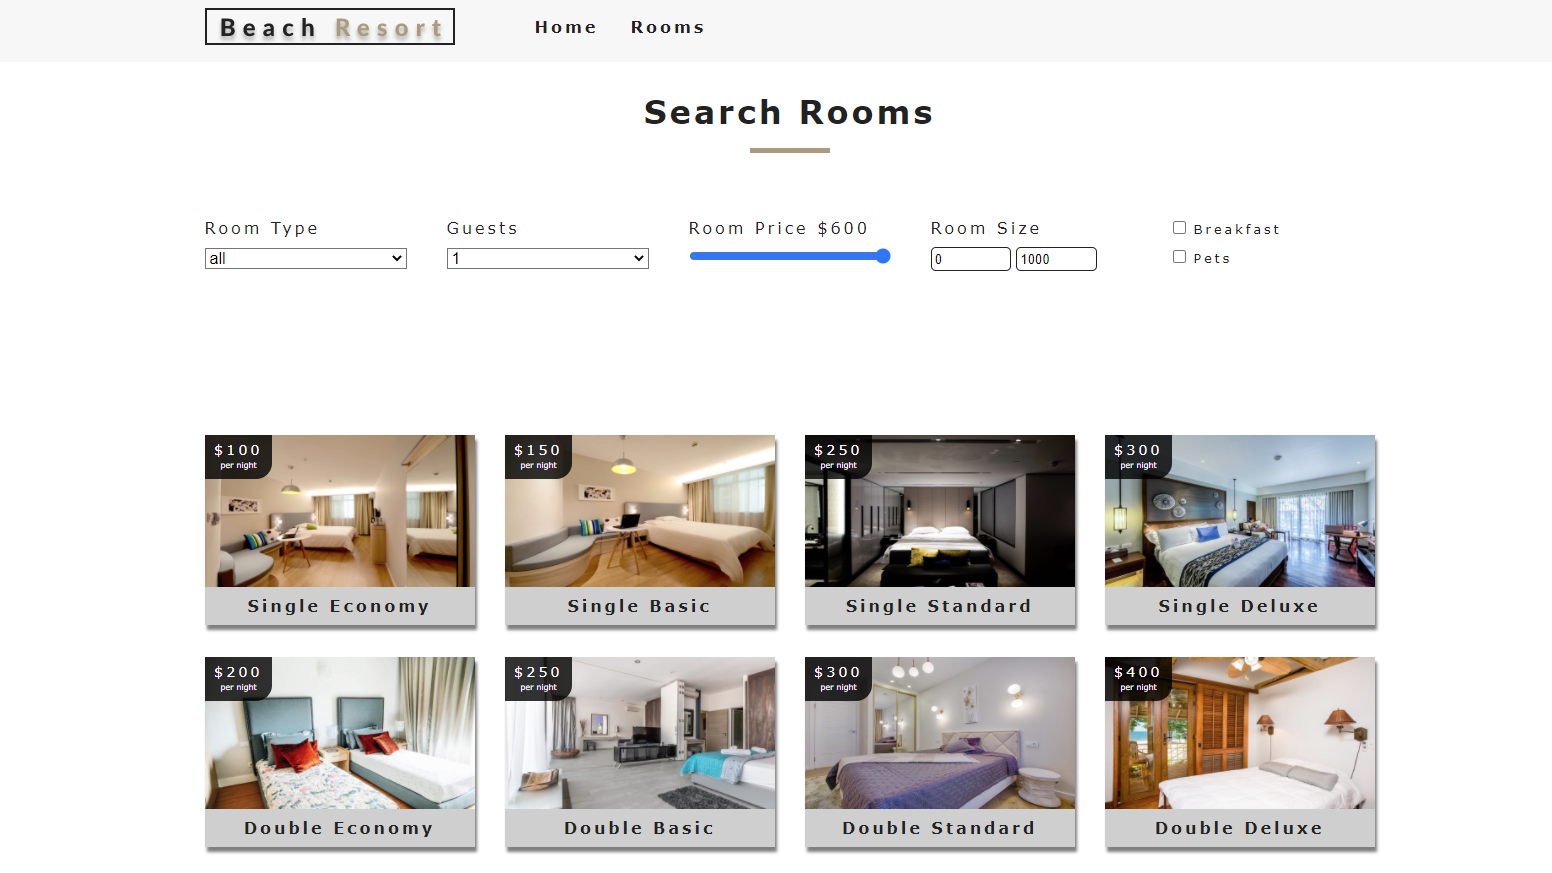 Beach Resort
Home
Rooms
Search Rooms
Room Type
Guests
Room Price $600
Room Size
Breakfast
all
1
0
1000
Pets
$100
per night
$150
per night
$250
per night
$300
per night
Single Economy
Single Basic
Single Standard
Single Deluxe
$200
per night
$250
per night
$300
per night
$400
per night
Double Economy
Double Basic
Double Standard
Double Deluxe